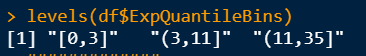 > levels(df$ExpQuantileBins)
[1] "[0,3]"   "(3,11]"  "(11,35]"